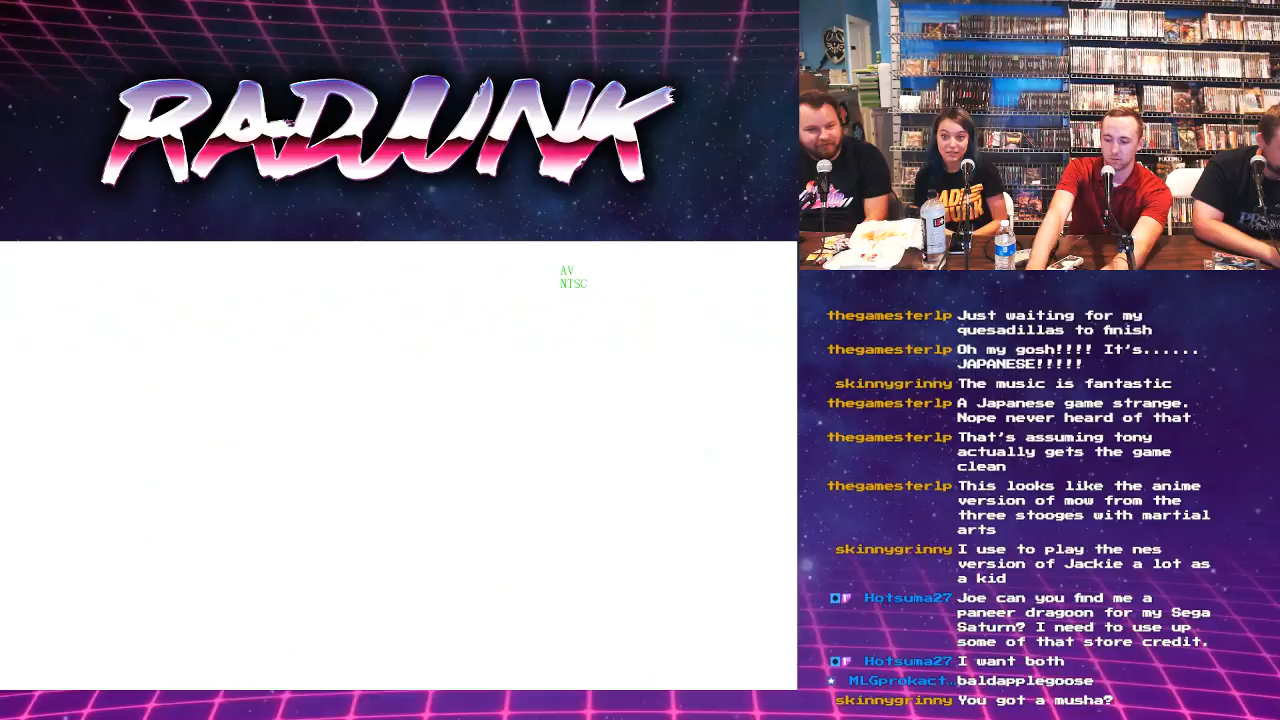 RADJUNK
AV
NTSC
thegamesterlp Just waiting for my
quesadillas to finish
thegamesterlp Oh my gosh!!!! It's......
JAPANESE!!!!!
skinnygrinny The music is fantastic
thegamesterlp A Japanese game strange.
Nope never heard of that
thegamesterlp That's assuming tony
actually gets the game
clean
thegamesterlp This looks like the anime
version of mow from the
three stooges with martial
arts
skinnygrinny I use to play the nes
version of Jackie a lot as
a kid
Hotsuma27 Joe can you find me a
paneer dragoon for my Sega
Saturn? I need to use up
some of that store credit.
Hotsuma27 I want both
MLGprokact.. baldapplegoose
skinnygrinny You got a musha?